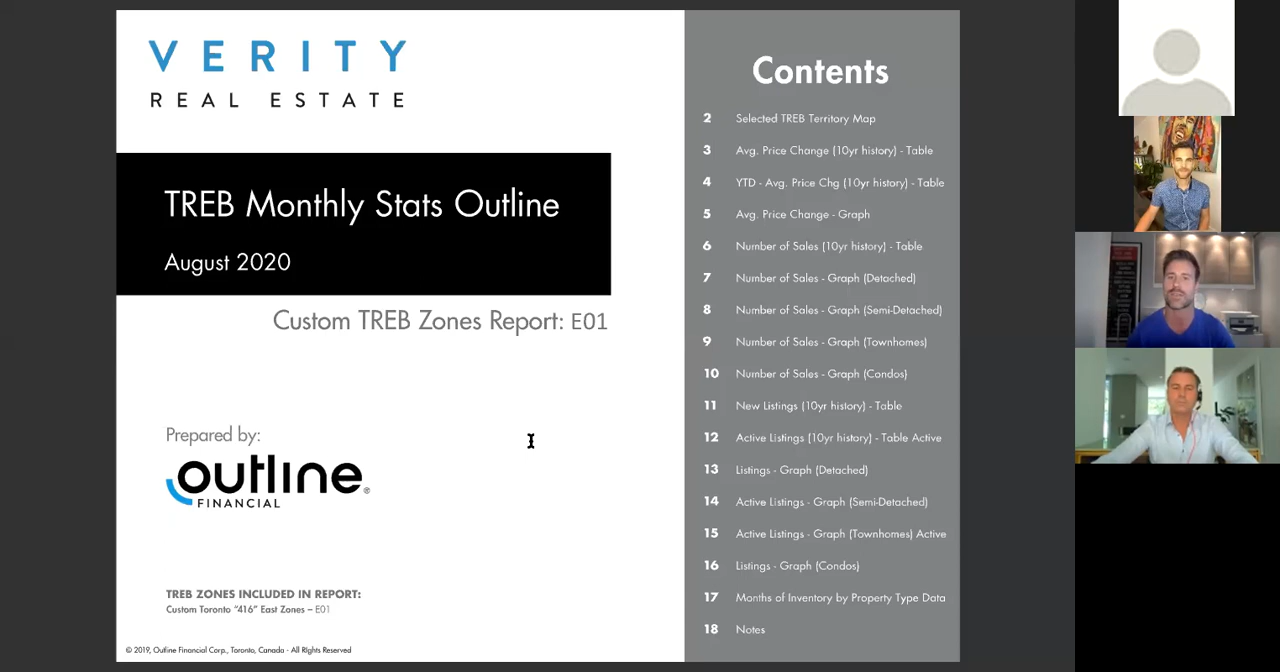 VERITY
REAL ESTATE
TREB Monthly Stats Outline
August 2020
Custom TREB Zones Report: E01
Prepared by:
outline®
FINANCIAL
TREB ZONES INCLUDED IN REPORT:
Custom Toronto "416" East Zones – E01
© 2019, Outline Financial Corp., Toronto, Canada - All Rights Reserved
Contents
2 Selected TREB Territory Map
3 Avg. Price Change (10yr history) - Table
4 YTD - Avg. Price Chg (10yr history) - Table
5 Avg. Price Change - Graph
6 Number of Sales (10yr history) - Table
7 Number of Sales - Graph (Detached)
8 Number of Sales - Graph (Semi-Detached)
9 Number of Sales - Graph (Townhomes)
10 Number of Sales - Graph (Condos)
11 New Listings (10yr history) - Table
12 Active Listings (10yr history) - Table Active
13 Listings - Graph (Detached)
14 Active Listings - Graph (Semi-Detached)
15 Active Listings - Graph (Townhomes) Active
16 Listings - Graph (Condos)
17 Months of Inventory by Property Type Data
18 Notes